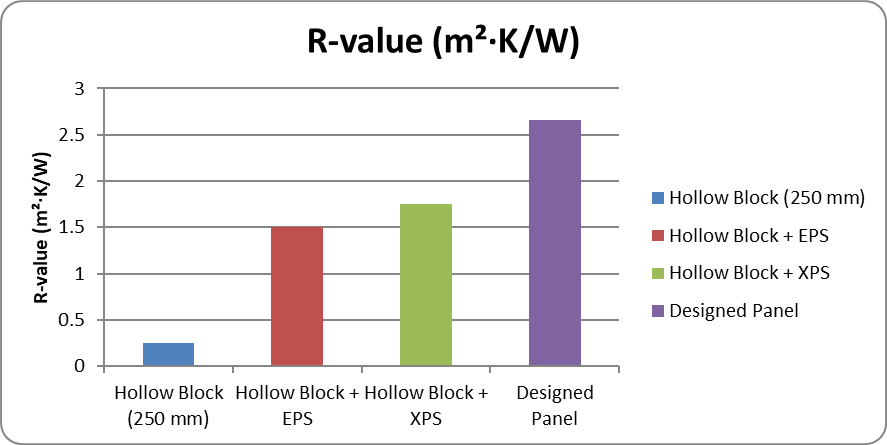 R-value (m²·K/W)
R-value (m²·K/W)
3
2.5
2
1.5
1
0.5
0
Hollow Block
(250 mm)
Hollow Block +
EPS
Hollow Block +
XPS
Designed
Panel
Hollow Block (250 mm)
Hollow Block + EPS
Hollow Block + XPS
Designed Panel